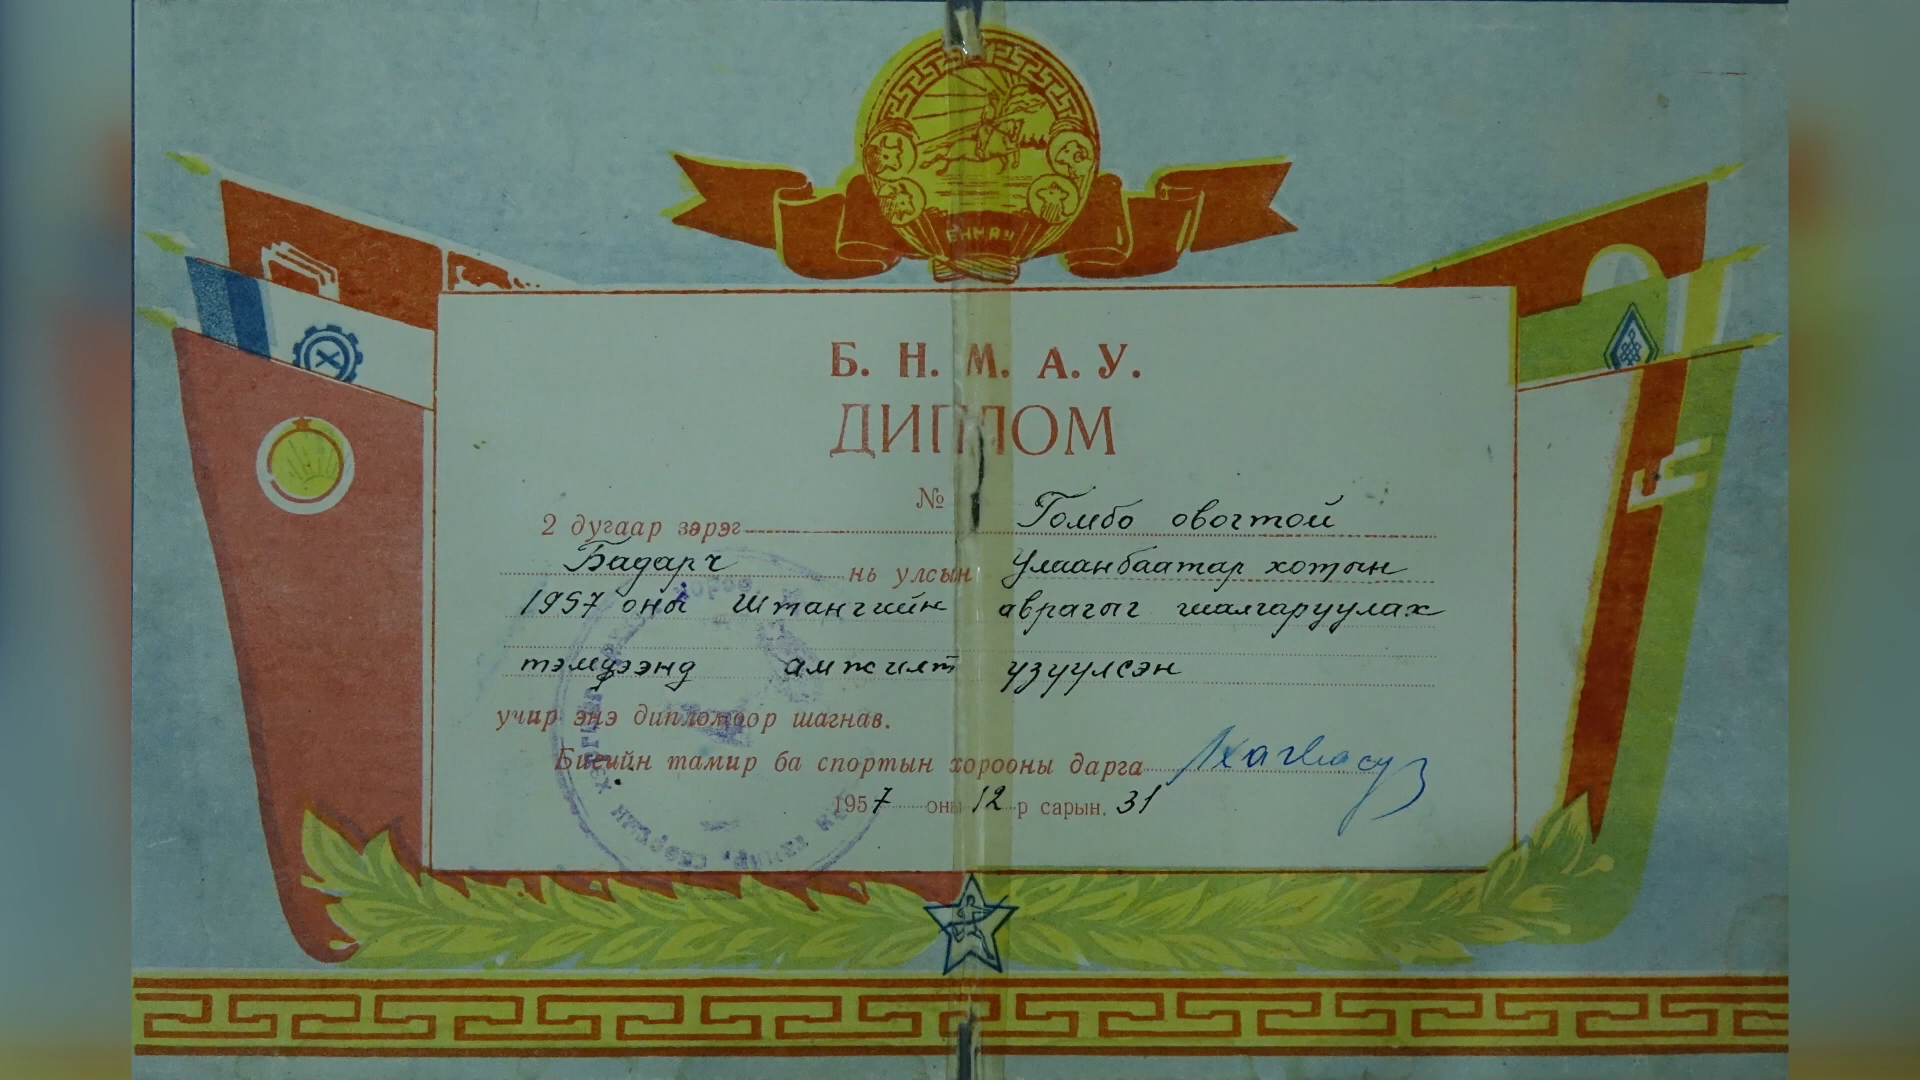 БНМАУ
Б. Н. М. А. У.
ДИПЛОМ
№
2 дугаар зэрэг Гомбо овогтой
Бадарч нь улсын Улаанбаатар хотын
1957 оны Штангийн аврагыг шалгаруулах
тэмцээнд амжилт үзүүлсэн
учир энэ дипломоор шагнав.
Биеийн тамир ба спортын хорооны дарга
1957 оны 12-р сарын. 31